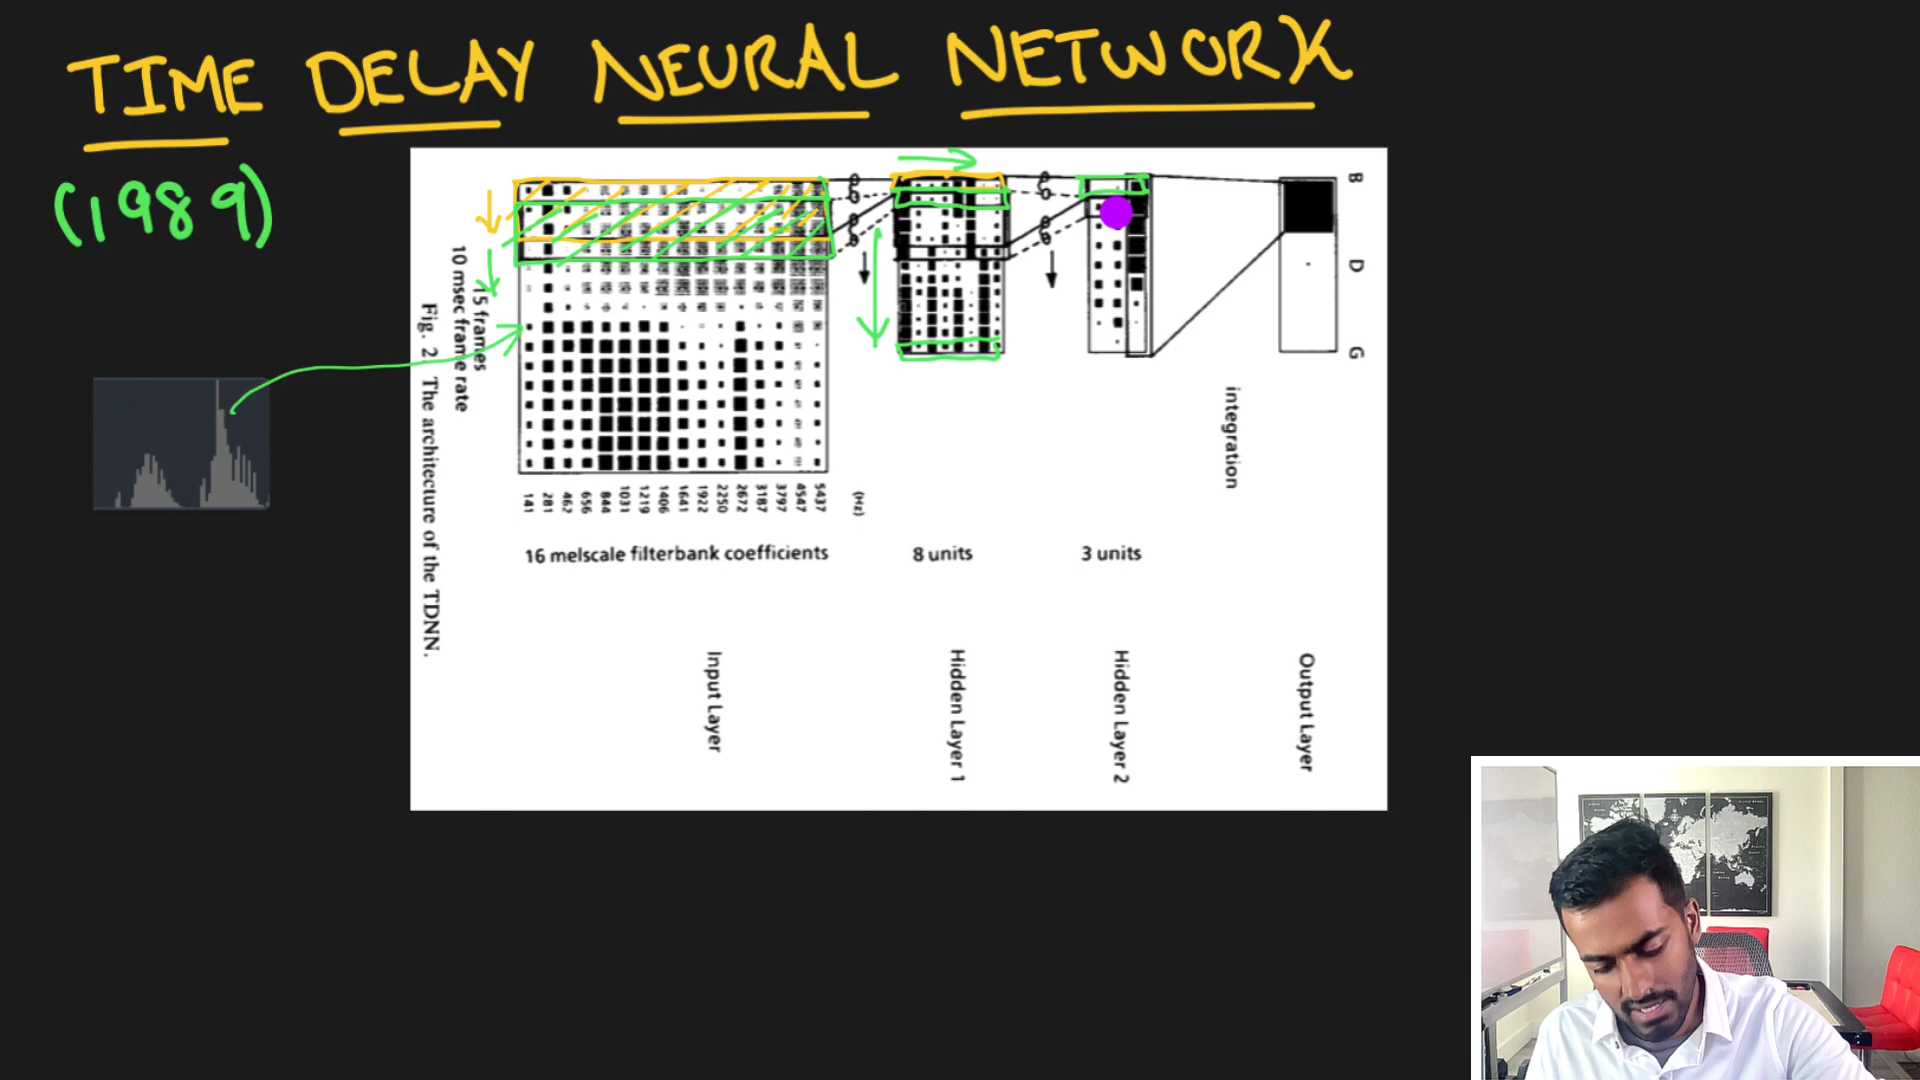 TIME DELAY NEURAL NETWORK
(1989)
B
D
G
integration
15 frames
10 msec frame rate
Fig. 2 The architecture of the TDNN.
141
281
462
656
844
1031
1219
1406
1641
1922
2250
2672
3187
3797
4547
5437
(Hz)
16 melscale filterbank coefficients
8 units
3 units
Input Layer
Hidden Layer 1
Hidden Layer 2
Output Layer